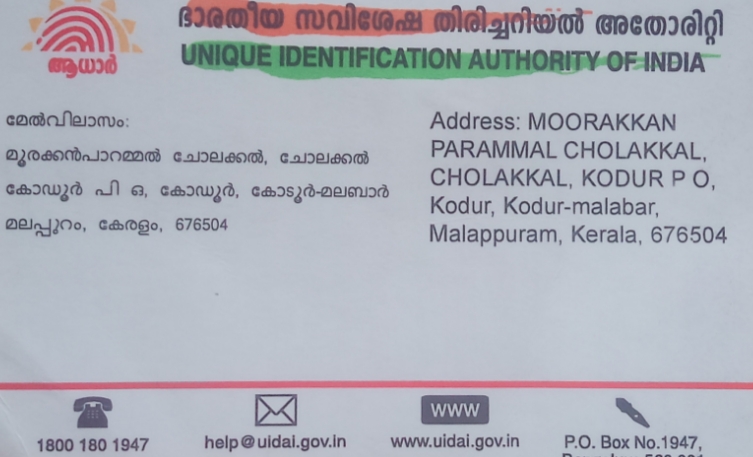 ഭാരതീയ സവിശേഷ തിരിച്ചറിയൽ അതോരിറ്റി
UNIQUE IDENTIFICATION AUTHORITY OF INDIA
ആധാർ
മേൽവിലാസം:
മൂരക്കൻപാറമ്മൽ ചോലക്കൽ, ചോലക്കൽ
കോഡൂർ പി ഒ, കോഡൂർ, കോടൂർ-മലബാർ
മലപ്പുറം, കേരളം, 676504
Address: MOORAKKAN
PARAMMAL CHOLAKKAL,
CHOLAKKAL, KODUR P O,
Kodur, Kodur-malabar,
Malappuram, Kerala, 676504
1800 180 1947
help@uidai.gov.in
WWW
www.uidai.gov.in
P.O. Box No.1947,